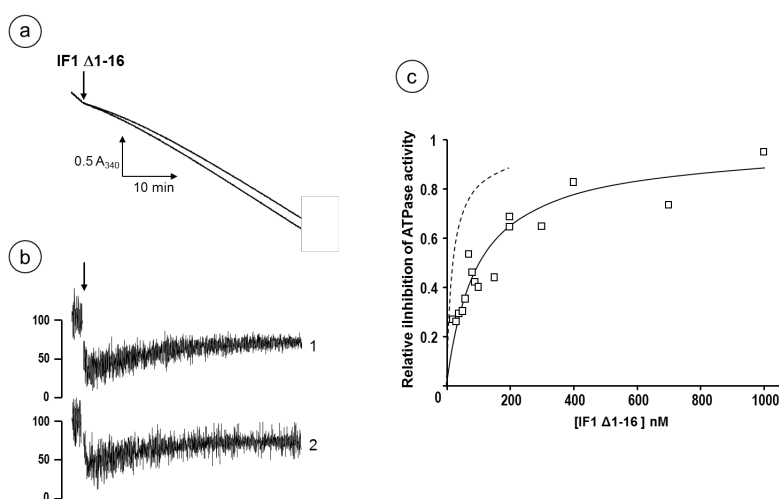 a
IF1 Δ1-16
0.5 A340
10 min
b
100
50
0
1
100
50
0
2
c
Relative iInhibition of ATPase activity
1
0.8
0.6
0.4
0.2
0
200
400
600
800
1000
[IF1 Δ1-16 ] nM